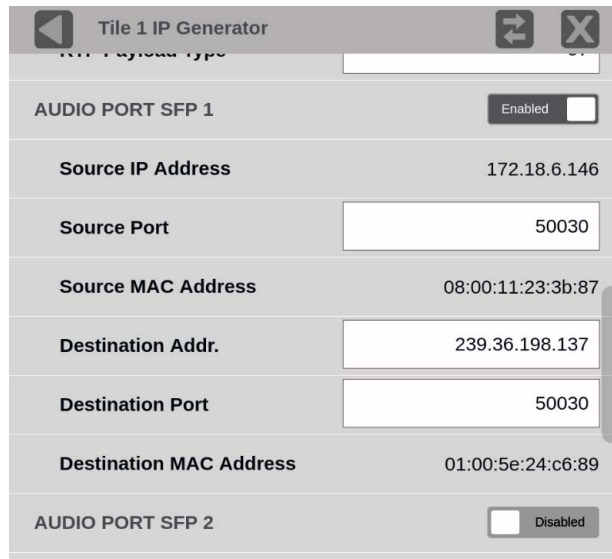 Tile 1 IP Generator
AUDIO PORT SFP 1
Enabled
Source IP Address
172.18.6.146
Source Port
50030
Source MAC Address
08:00:11:23:3b:87
Destination Addr.
239.36.198.137
Destination Port
50030
Destination MAC Address
01:00:5e:24:c6:89
AUDIO PORT SFP 2
Disabled